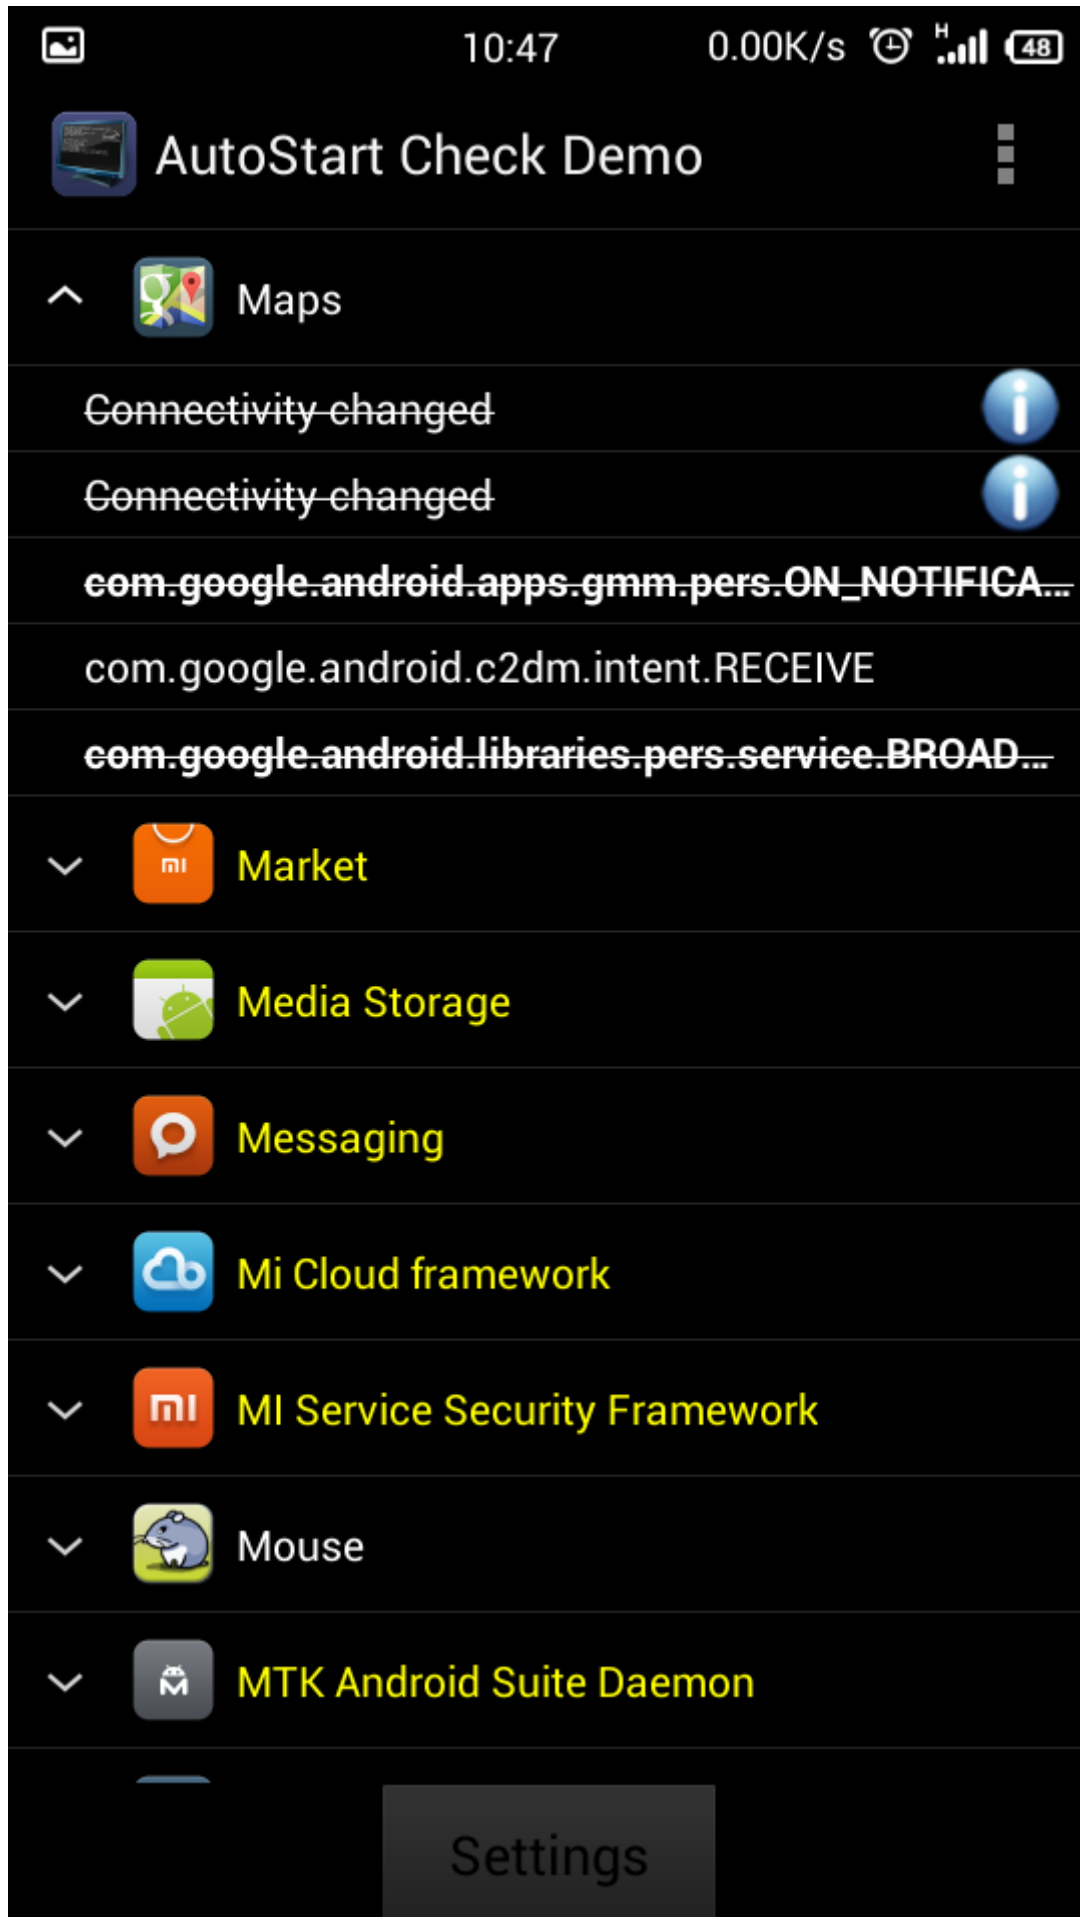 10:47 0.00K/s H 48
AutoStart Check Demo
Maps
Connectivity changed
Connectivity changed
com.google.android.apps.gmm.pers.ON_NOTIFICA...
com.google.android.c2dm.intent.RECEIVE
com.google.android.libraries.pers.service.BROAD...
Market
Media Storage
Messaging
Mi Cloud framework
MI Service Security Framework
Mouse
MTK Android Suite Daemon
Settings